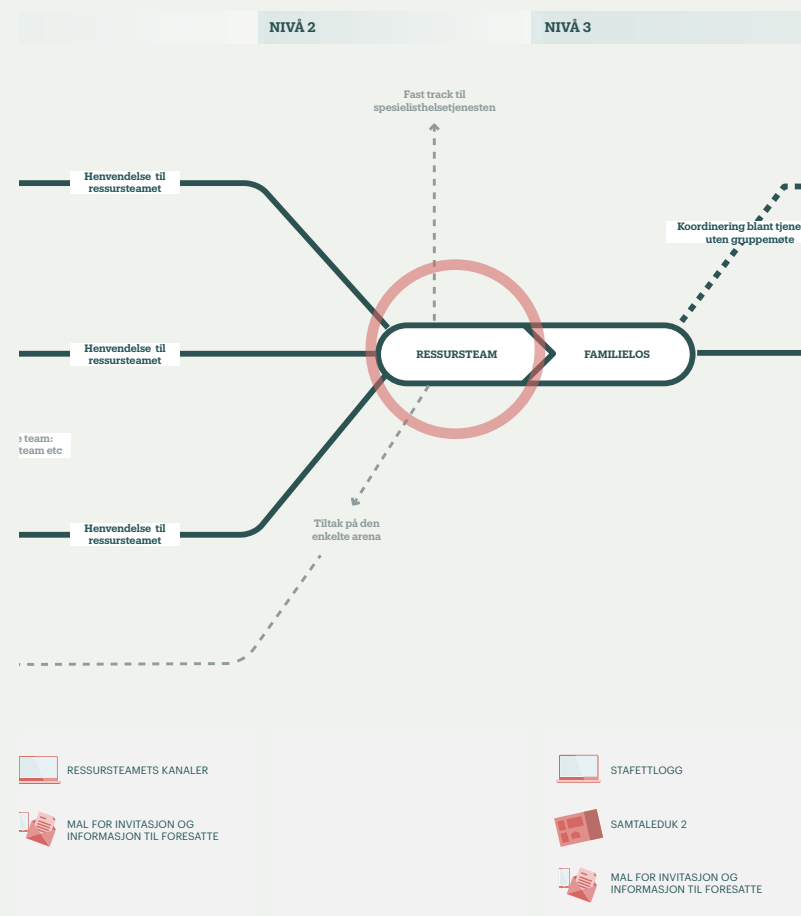 NIVÅ 2
NIVÅ 3
Fast track til
spesielisthelsetjenesten
Henvendelse til
ressursteamet
Koordinering blant tjene
uten gruppemøte
Henvendelse til
ressursteamet
RESSURSTEAM
FAMILIELOS
team:
team etc
Henvendelse til
ressursteamet
Tiltak på den
enkelte arena
RESSURSTEAMETS KANALER
MAL FOR INVITASJON OG
INFORMASJON TIL FORESATTE
STAFETTLOGG
SAMTALEDUK 2
MAL FOR INVITASJON OG
INFORMASJON TIL FORESATTE